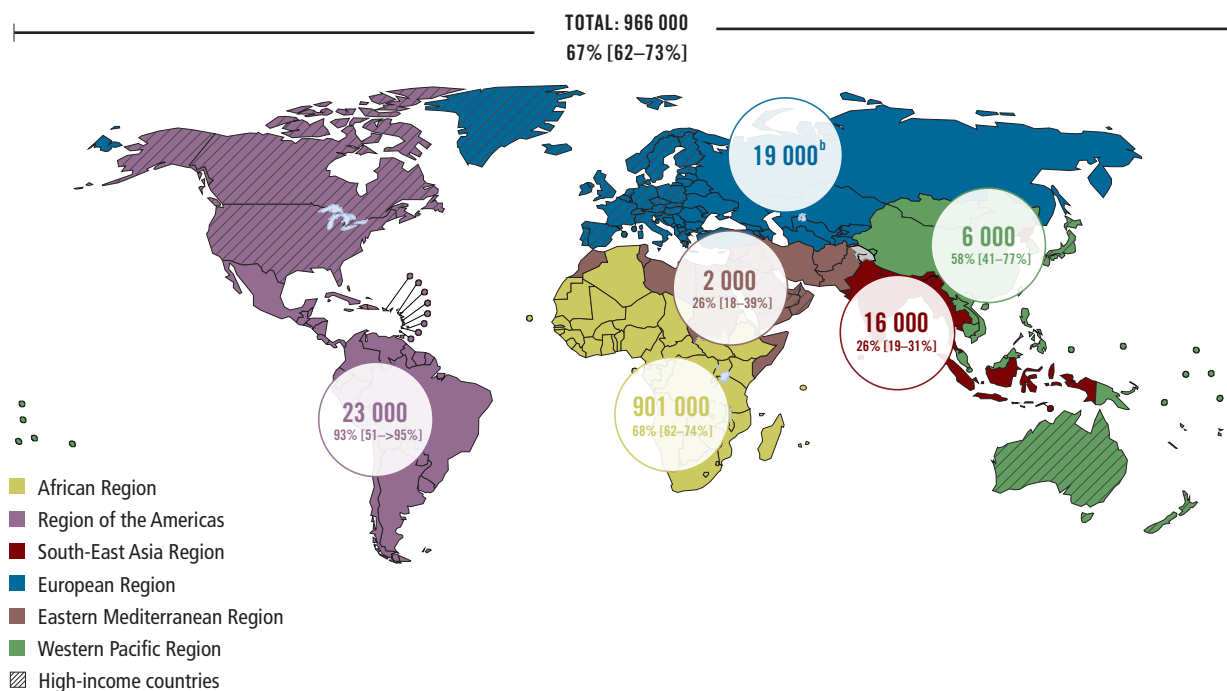 TOTAL: 966 000
67% [62–73%]
19 000ᵇ
6 000
58% [41–77%]
2 000
26% [18–39%]
16 000
26% [19–31%]
23 000
93% [51–>95%]
901 000
68% [62–74%]
African Region
Region of the Americas
South-East Asia Region
European Region
Eastern Mediterranean Region
Western Pacific Region
High-income countries